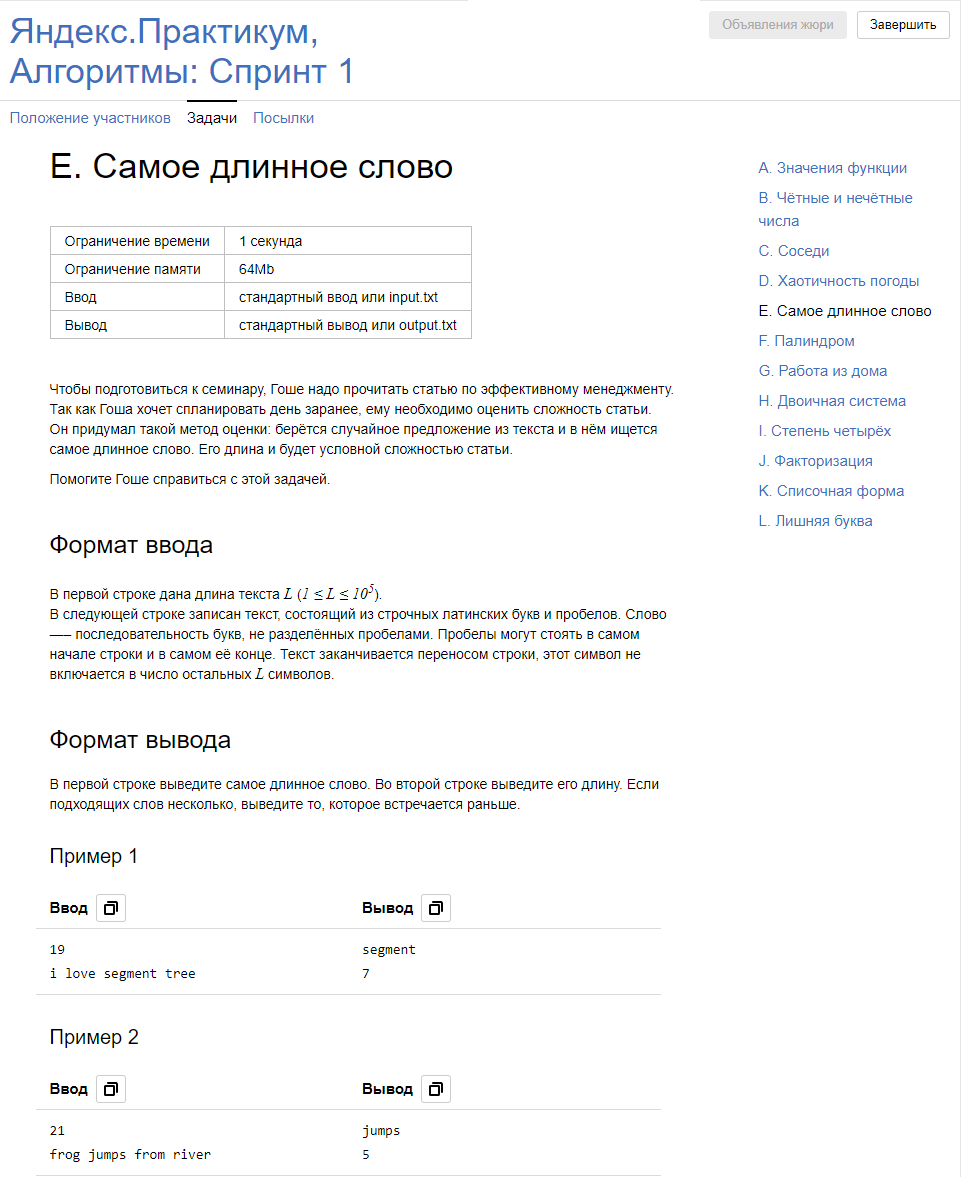 Яндекс.Практикум,
Алгоритмы: Спринт 1
Объявления жюри
Завершить
Положение участников Задачи Посылки
E. Самое длинное слово
Ограничение времени 1 секунда
Ограничение памяти 64Mb
Ввод стандартный ввод или input.txt
Вывод стандартный вывод или output.txt
Чтобы подготовиться к семинару, Гоше надо прочитать статью по эффективному менеджменту.
Так как Гоша хочет спланировать день заранее, ему необходимо оценить сложность статьи.
Он придумал такой метод оценки: берётся случайное предложение из текста и в нём ищется
самое длинное слово. Его длина и будет условной сложностью статьи.
Помогите Гоше справиться с этой задачей.
Формат ввода
В первой строке дана длина текста L (1 ≤ L ≤ 10⁵).
В следующей строке записан текст, состоящий из строчных латинских букв и пробелов. Слово
—– последовательность букв, не разделённых пробелами. Пробелы могут стоять в самом
начале строки и в самом её конце. Текст заканчивается переносом строки, этот символ не
включается в число остальных L символов.
Формат вывода
В первой строке выведите самое длинное слово. Во второй строке выведите его длину. Если
подходящих слов несколько, выведите то, которое встречается раньше.
Пример 1
Ввод Вывод
19 segment
i love segment tree 7
Пример 2
Ввод Вывод
21 jumps
frog jumps from river 5
A. Значения функции
B. Чётные и нечётные
числа
C. Соседи
D. Хаотичность погоды
E. Самое длинное слово
F. Палиндром
G. Работа из дома
H. Двоичная система
I. Степень четырёх
J. Факторизация
K. Списочная форма
L. Лишняя буква